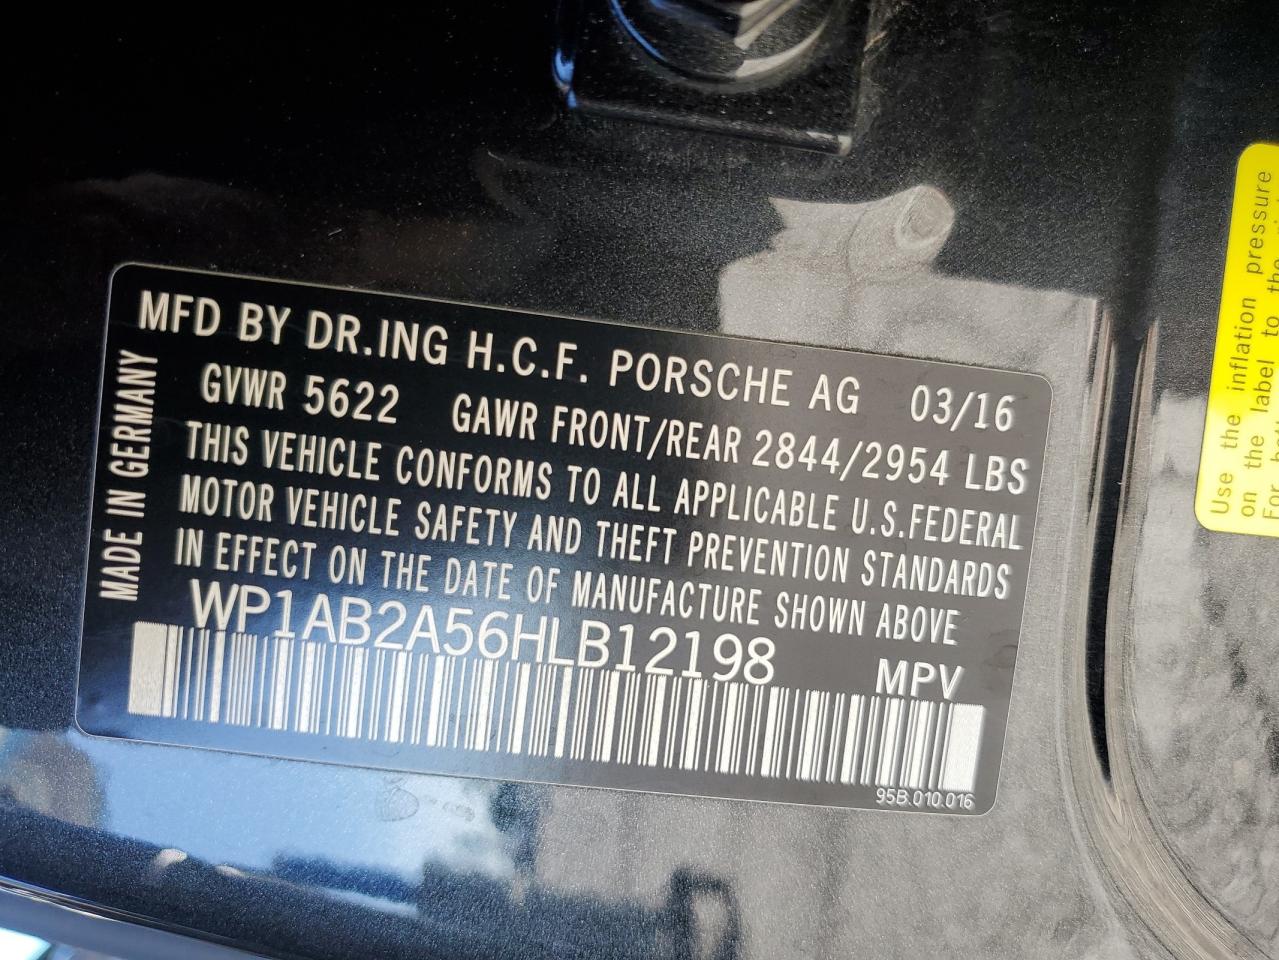 MFD BY DR.ING H.C.F. PORSCHE AG 03/16
GVWR 5622 GAWR FRONT/REAR 2844/2954 LBS
THIS VEHICLE CONFORMS TO ALL APPLICABLE U.S.FEDERAL
MOTOR VEHICLE SAFETY AND THEFT PREVENTION STANDARDS
IN EFFECT ON THE DATE OF MANUFACTURE SHOWN ABOVE
WP1AB2A56HLB12198 MPV
95B.010.016
MADE IN GERMANY
Use the inflation pressure
on the label to the
For